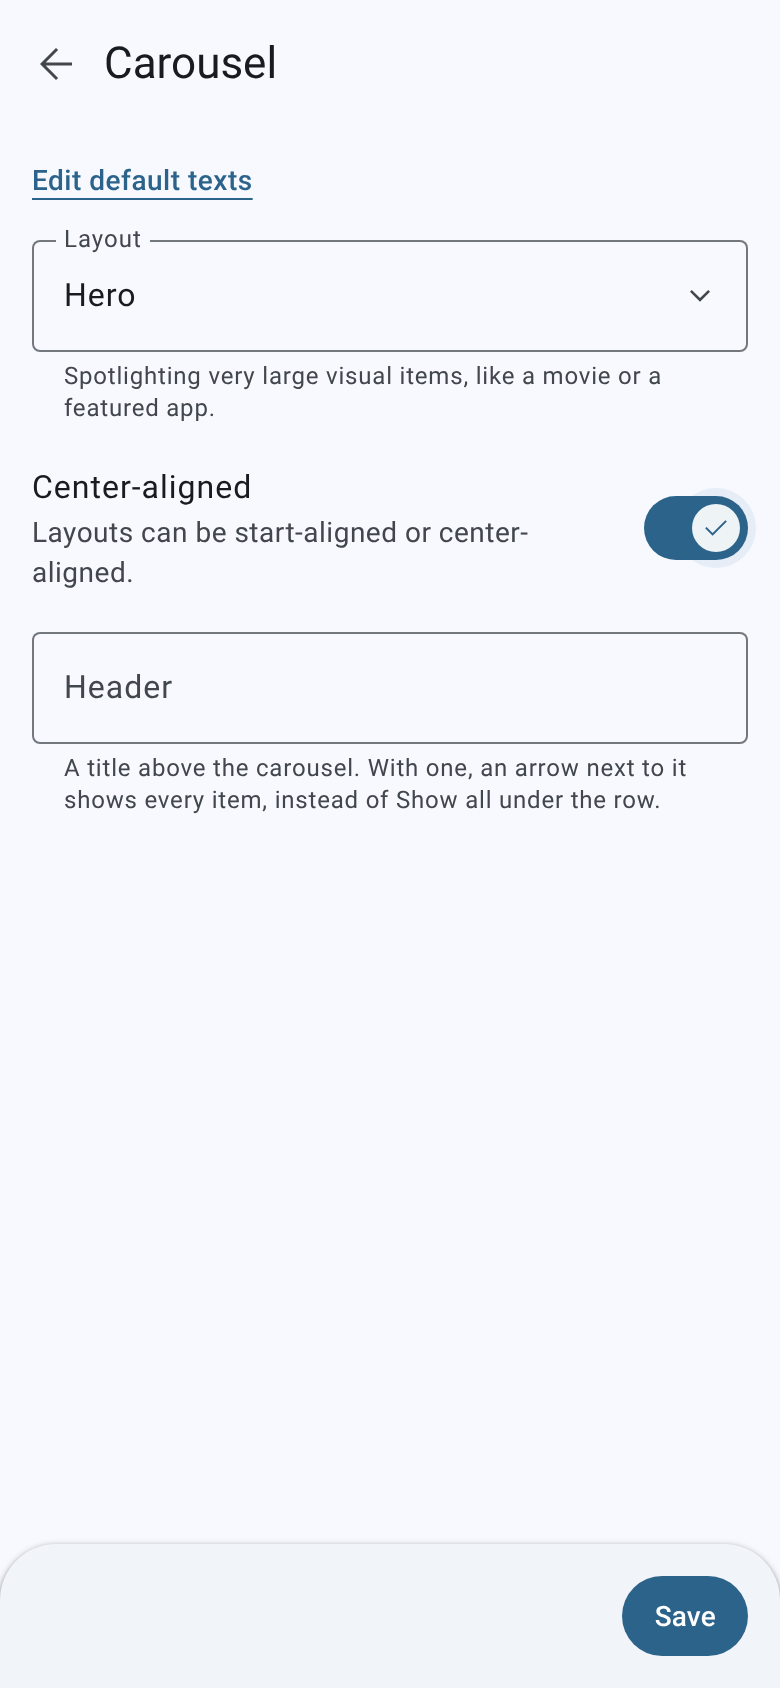 Carousel
Edit default texts
Layout
Hero
Spotlighting very large visual items, like a movie or a
featured app.
Center-aligned
Layouts can be start-aligned or center-
aligned.
Header
A title above the carousel. With one, an arrow next to it
shows every item, instead of Show all under the row.
Save